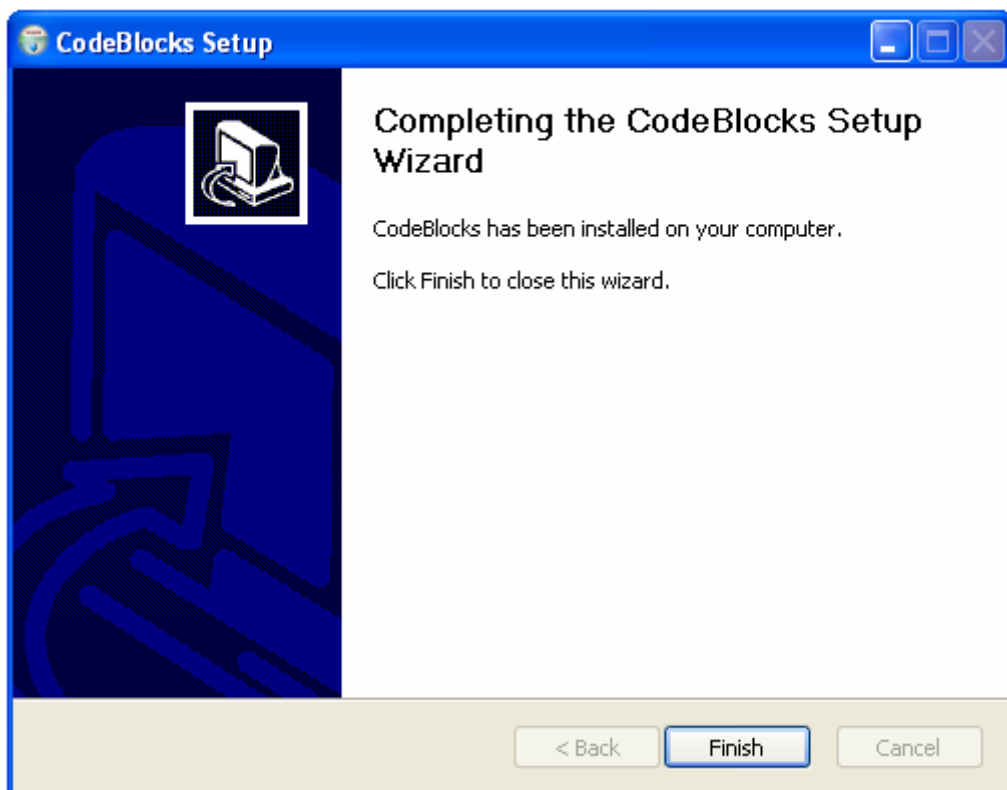 CodeBlocks Setup
Completing the CodeBlocks Setup
Wizard
CodeBlocks has been installed on your computer.
Click Finish to close this wizard.
< Back
Finish
Cancel